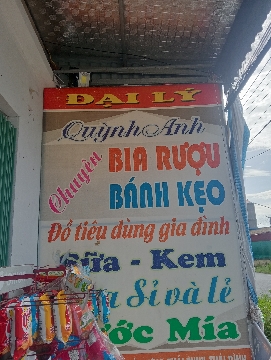 ĐẠI LÝ
Quỳnh Anh
Chuyên
BIA RƯỢU
BÁNH KẸO
Đồ tiêu dùng gia đình
Sữa - Kem
Sỉ và lẻ
Nước Mía